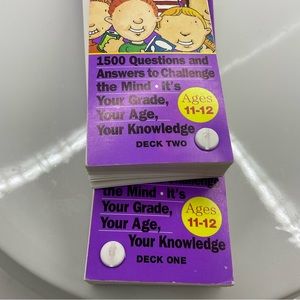 1500 Questions and
Answers to Challenge
the Mind • It's
Your Grade,
Your Age,
Your Knowledge
Ages
11-12
DECK TWO
the Mind • It's
Your Grade,
Your Age,
Your Knowledge
Ages
11-12
DECK ONE